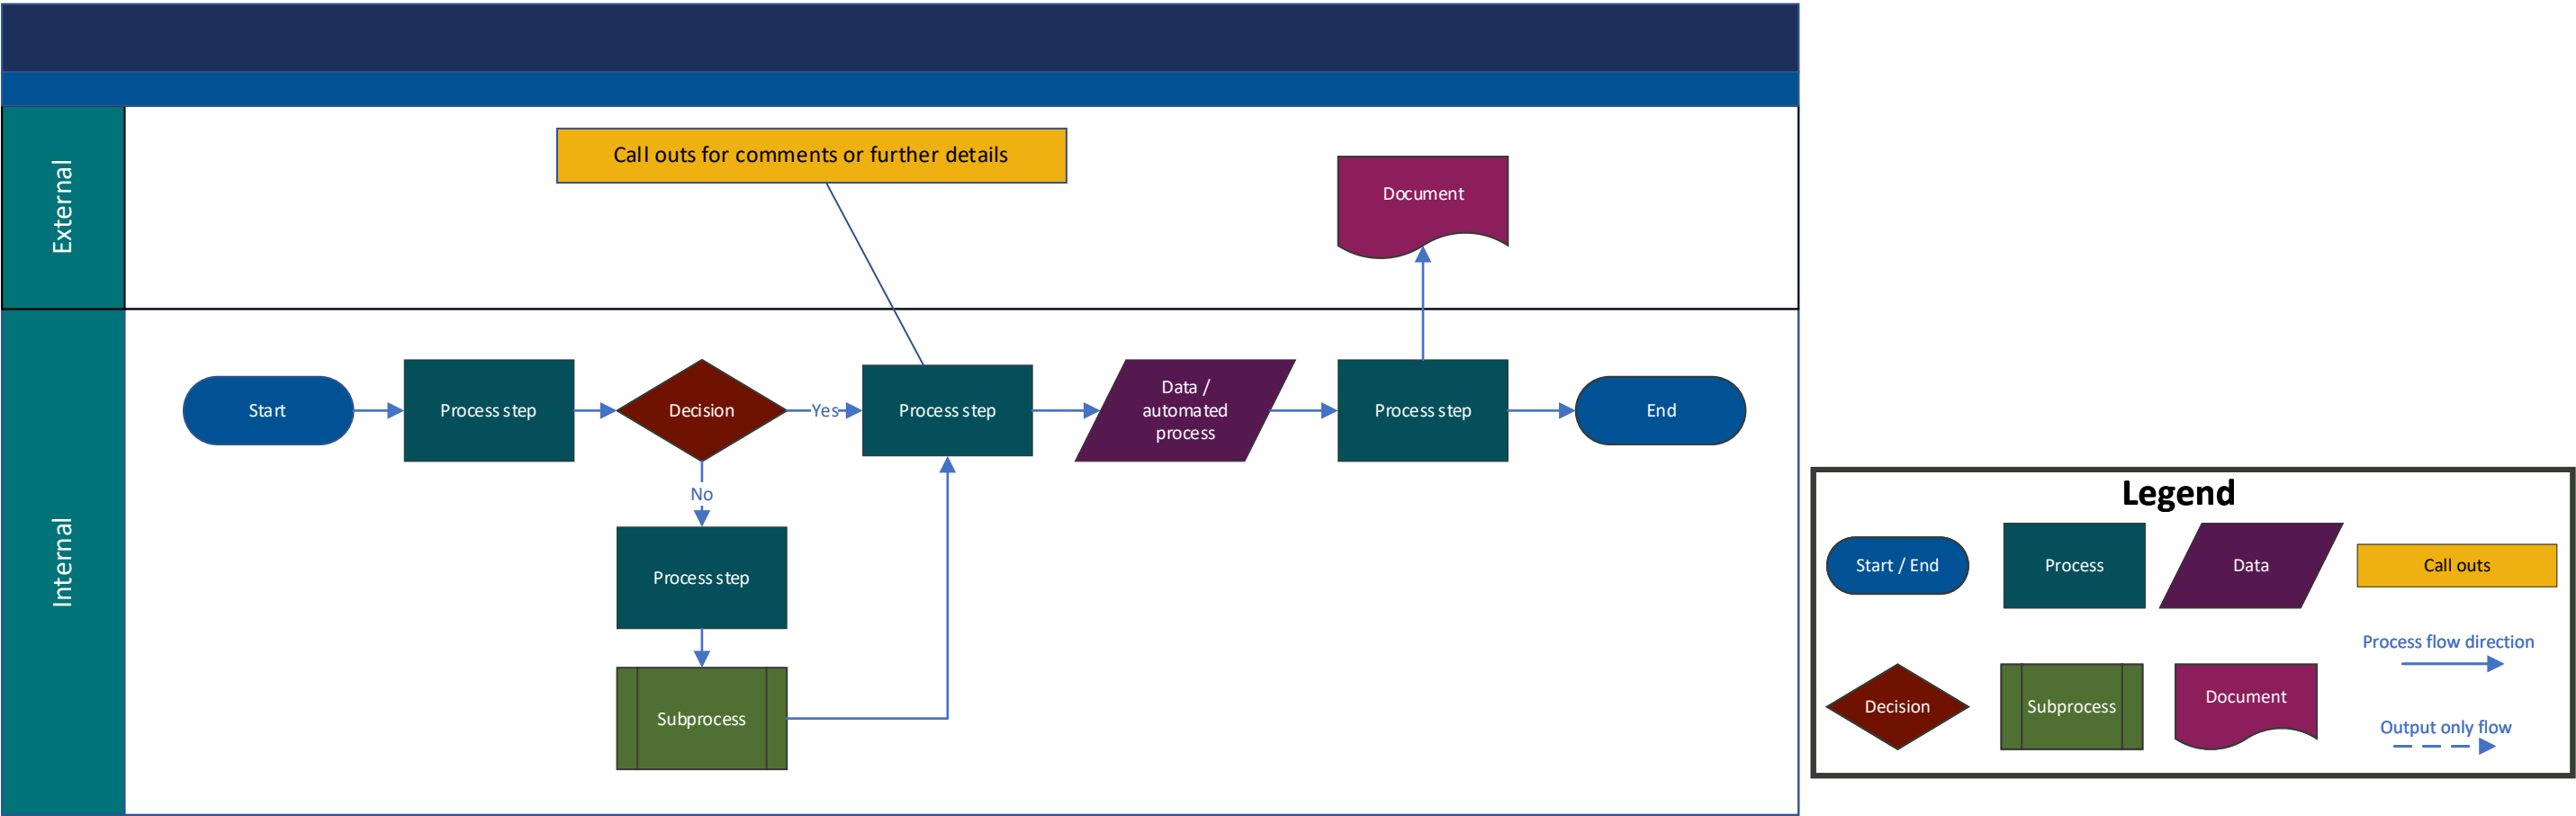 External
Call outs for comments or further details
Document
Internal
Start
Process step
Decision
Yes
Process step
Data /
automated
process
Process step
End
No
Process step
Subprocess
Legend
Start / End
Process
Data
Call outs
Process flow direction
Decision
Subprocess
Document
Output only flow